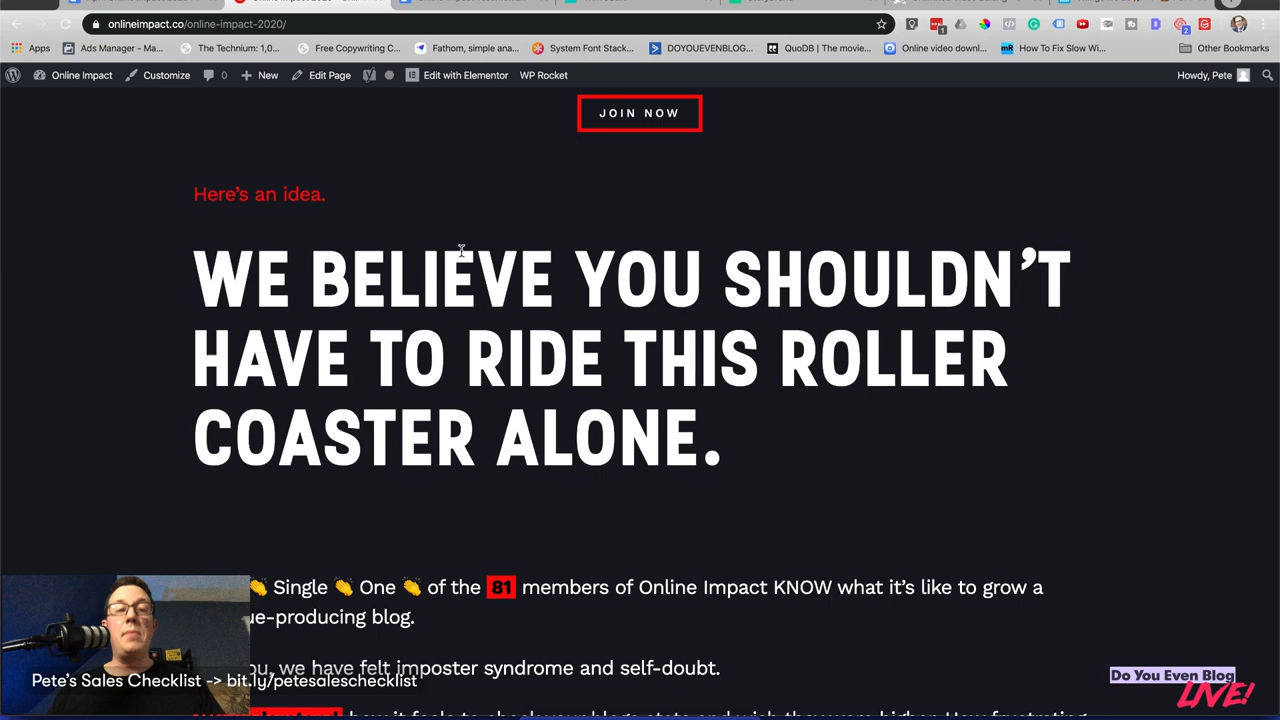 onlineimpact.co/online-impact-2020/
Apps
Ads Manager - Ma...
The Technium: 1,0...
Free Copywriting C...
Fathom, simple ana...
System Font Stack...
DOYOUEVENBLOG...
QuoDB | The movie...
Online video downl...
How To Fix Slow Wi...
Other Bookmarks
Online Impact
Customize
0
New
Edit Page
Edit with Elementor
WP Rocket
Howdy, Pete
JOIN NOW
Here's an idea.
WE BELIEVE YOU SHOULDN'T
HAVE TO RIDE THIS ROLLER
COASTER ALONE.
👏 Single 👏 One 👏 of the 81 members of Online Impact KNOW what it's like to grow a
ue-producing blog.
ou, we have felt imposter syndrome and self-doubt.
Pete's Sales Checklist -> bit.ly/petesaleschecklist
Do You Even Blog
LIVE!